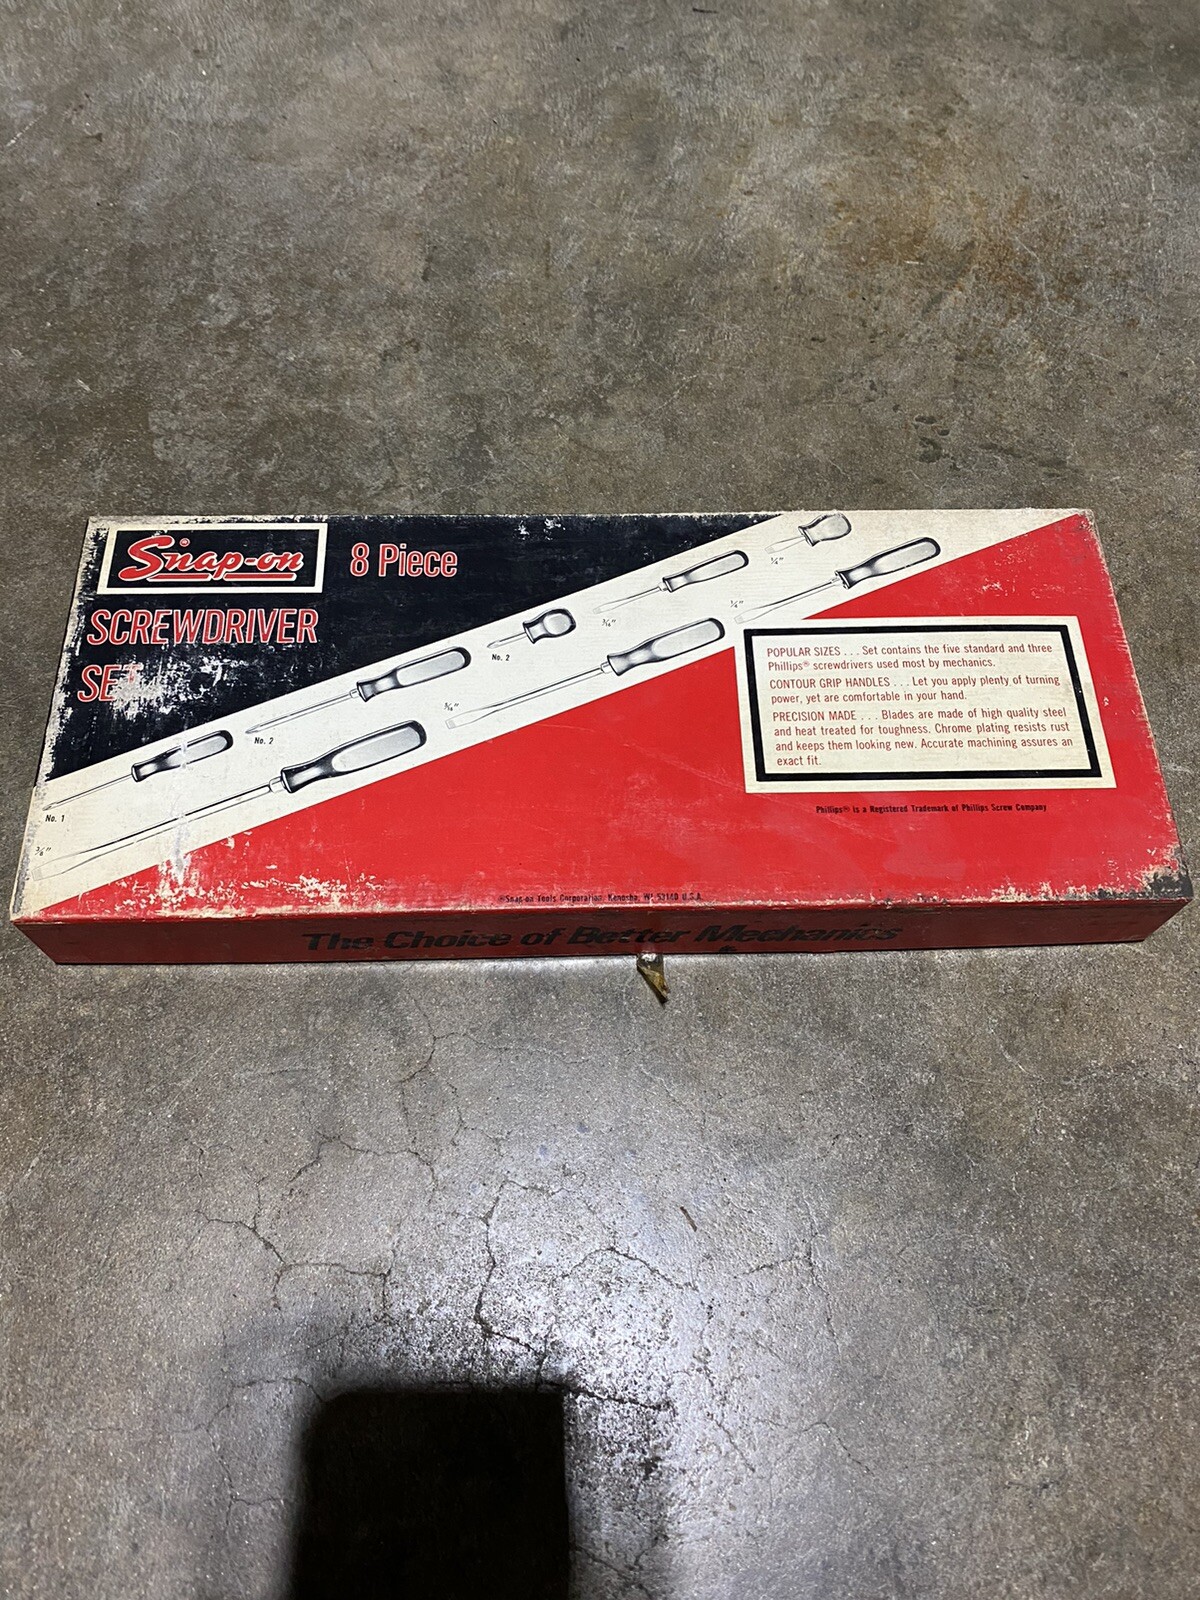 Snap-on®
8 Piece
SCREWDRIVER
SET
1/4"
3/16"
1/4"
No. 2
5/16"
No. 2
No. 1
3/8"
POPULAR SIZES . . . Set contains the five standard and three
Phillips® screwdrivers used most by mechanics.
CONTOUR GRIP HANDLES . . . Let you apply plenty of turning
power, yet are comfortable in your hand.
PRECISION MADE . . . Blades are made of high quality steel
and heat treated for toughness. Chrome plating resists rust
and keeps them looking new. Accurate machining assures an
exact fit.
Phillips® is a Registered Trademark of Phillips Screw Company
®Snap-on Tools Corporation, Kenosha, WI 53140 U.S.A.
The Choice of Better Mechanics